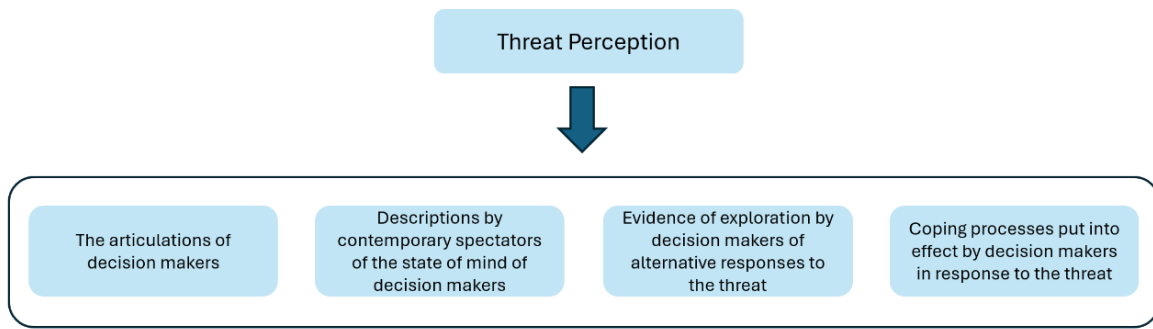 Threat Perception
The articulations of
decision makers
Descriptions by
contemporary spectators
of the state of mind of
decision makers
Evidence of exploration by
decision makers of
alternative responses to
the threat
Coping processes put into
effect by decision makers
in response to the threat